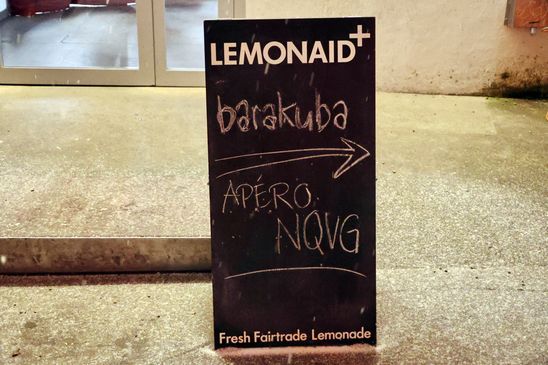 LEMONAID+
barakuba
APÉRO
NQVG
Fresh Fairtrade Lemonade